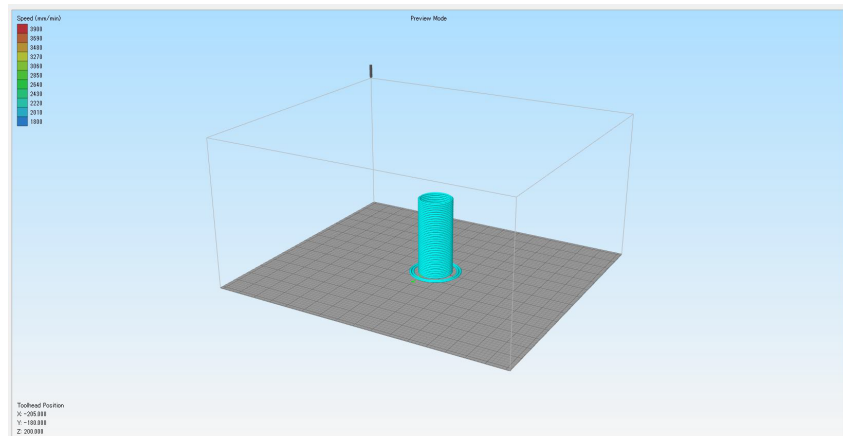 Speed (mm/min)
Preview Mode
3900
3690
3480
3270
3060
2850
2640
2430
2220
2010
1800
Toolhead Position
X: -205.000
Y: -180.000
Z: 200.000